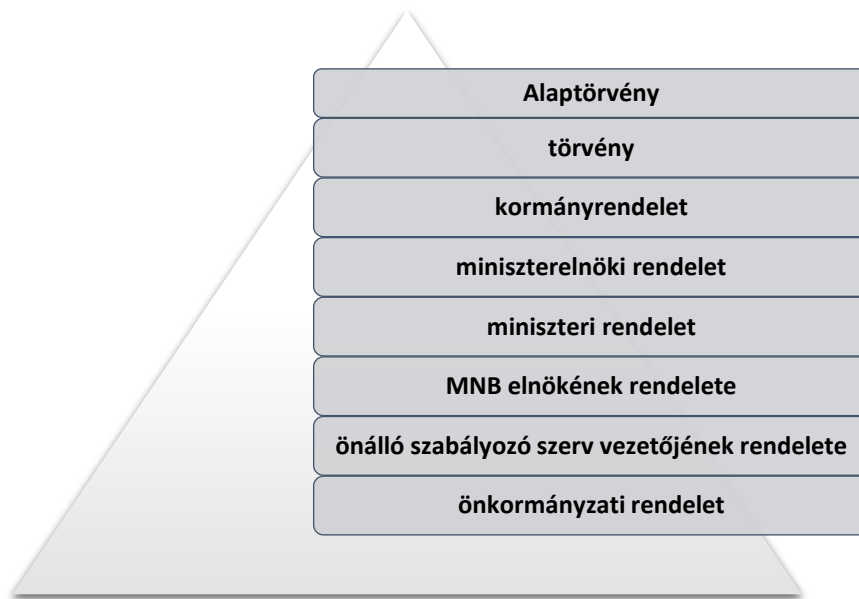 Alaptörvény
törvény
kormányrendelet
miniszterelnöki rendelet
miniszteri rendelet
MNB elnökének rendelete
önálló szabályozó szerv vezetőjének rendelete
önkormányzati rendelet